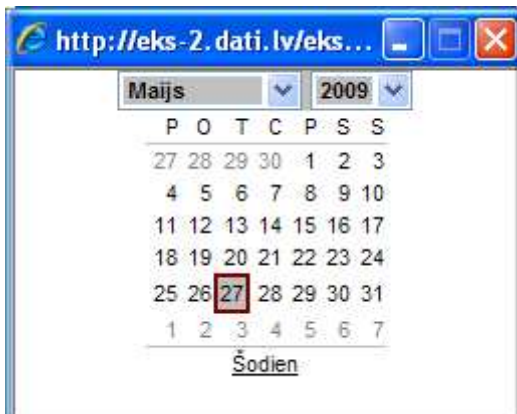 http://eks-2.dati.lv/eks...
Maijs 2009
P O T C P S S
27 28 29 30 1 2 3
4 5 6 7 8 9 10
11 12 13 14 15 16 17
18 19 20 21 22 23 24
25 26 27 28 29 30 31
1 2 3 4 5 6 7
Šodien